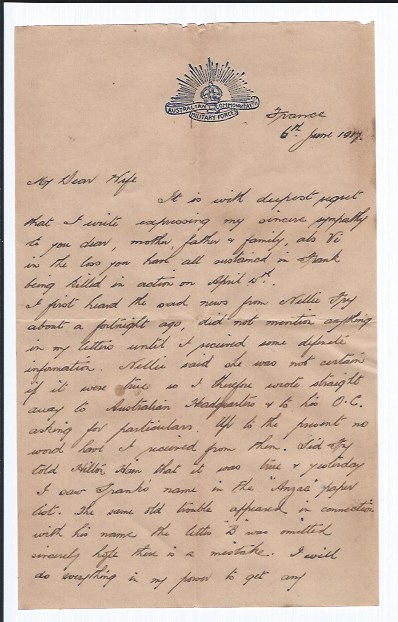 AUSTRALIAN COMMONWEALTH
MILITARY FORCES
France
6th June 1917.
My Dear Wife
It is with deepest regret
that I write expressing my sincere sympathy
to you dear, mother, father & family, also Vi
in the loss you have all sustained in Frank
being killed in action on April 5th.
I first heard the sad news from Nellie Fry
about a fortnight ago, did not mention anything
in my letters until I received some definite
information. Nellie said she was not certain
if it were true so I therefore wrote straight
away to Australian Headquarters & to his O.C.
asking for particulars. Up to the present no
word have I received from them. Sid Fry
told Hilton that it was true & yesterday
I saw Frank's name in the "Anzac" paper
list. The same old trouble appeared in connection
with his name the letter "B" was omitted
sincerely hope there is a mistake. I will
do everything in my power to get any